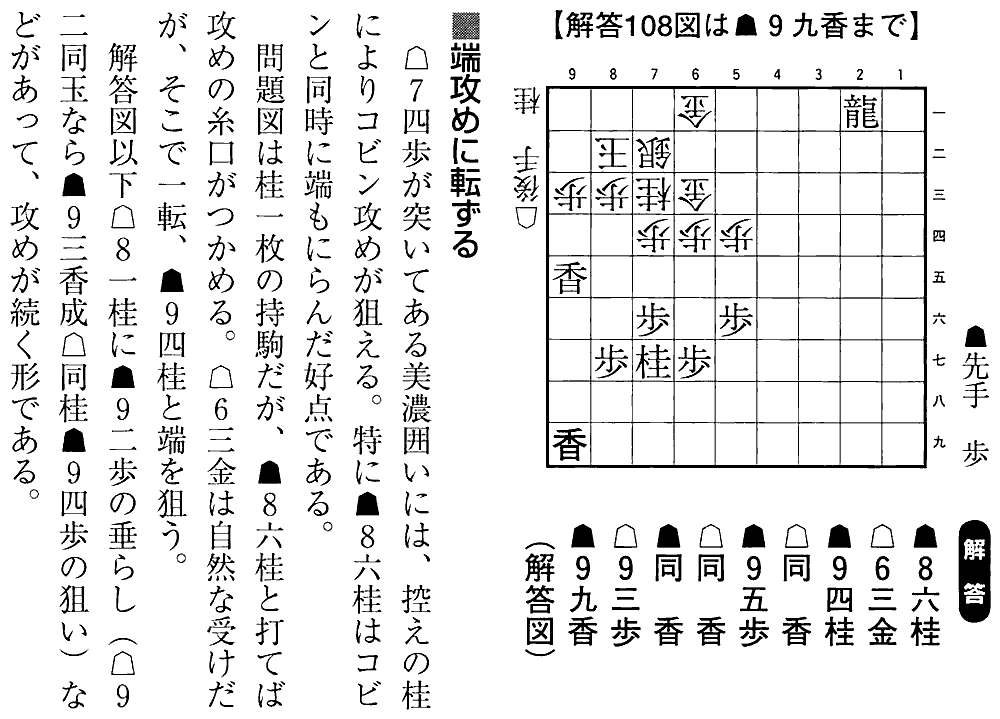 【解答108図は☗9九香まで】
9 8 7 6 5 4 3 2 1
金 龍 一
王 銀 二
歩 歩 桂 金 三
歩 歩 歩 四
香 五
歩 歩 六
歩 桂 歩 七
八
香 九
☖後手 桂
☗先手 歩
解答
☗8六桂
☖6三金
☗9四桂
☖同 香
☗9五歩
☖同 香
☗同 香
☖9三歩
☗9九香
(解答図)
■端攻めに転ずる
☖7四歩が突いてある美濃囲いには、控えの桂
によりコビン攻めが狙える。特に☗8六桂はコビ
ンと同時に端もにらんだ好点である。
問題図は桂一枚の持駒だが、☗8六桂と打てば
攻めの糸口がつかめる。☖6三金は自然な受けだ
が、そこで一転、☗9四桂と端を狙う。
解答図以下☖8一桂に☗9二歩の垂らし(☖9
二同玉なら☗9三香成☖同桂☗9四歩の狙い)な
どがあって、攻めが続く形である。